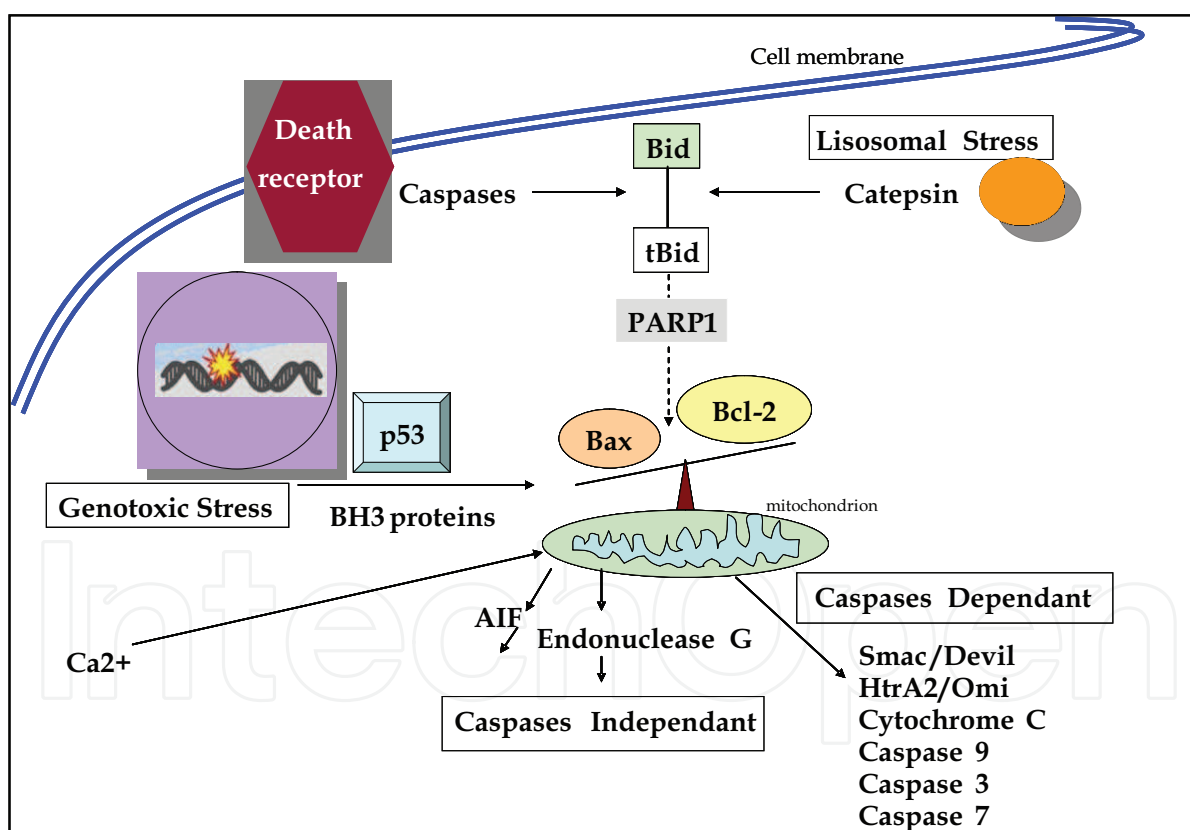 Cell membrane
Death
receptor
Bid
Lisosomal Stress
Caspases
Catepsin
tBid
PARP1
Bcl-2
Bax
p53
Genotoxic Stress
BH3 proteins
mitochondrion
Caspases Dependant
AIF
Endonuclease G
Ca2+
Smac/Devil
HtrA2/Omi
Cytochrome C
Caspase 9
Caspase 3
Caspase 7
Caspases Independant
IntechOpen